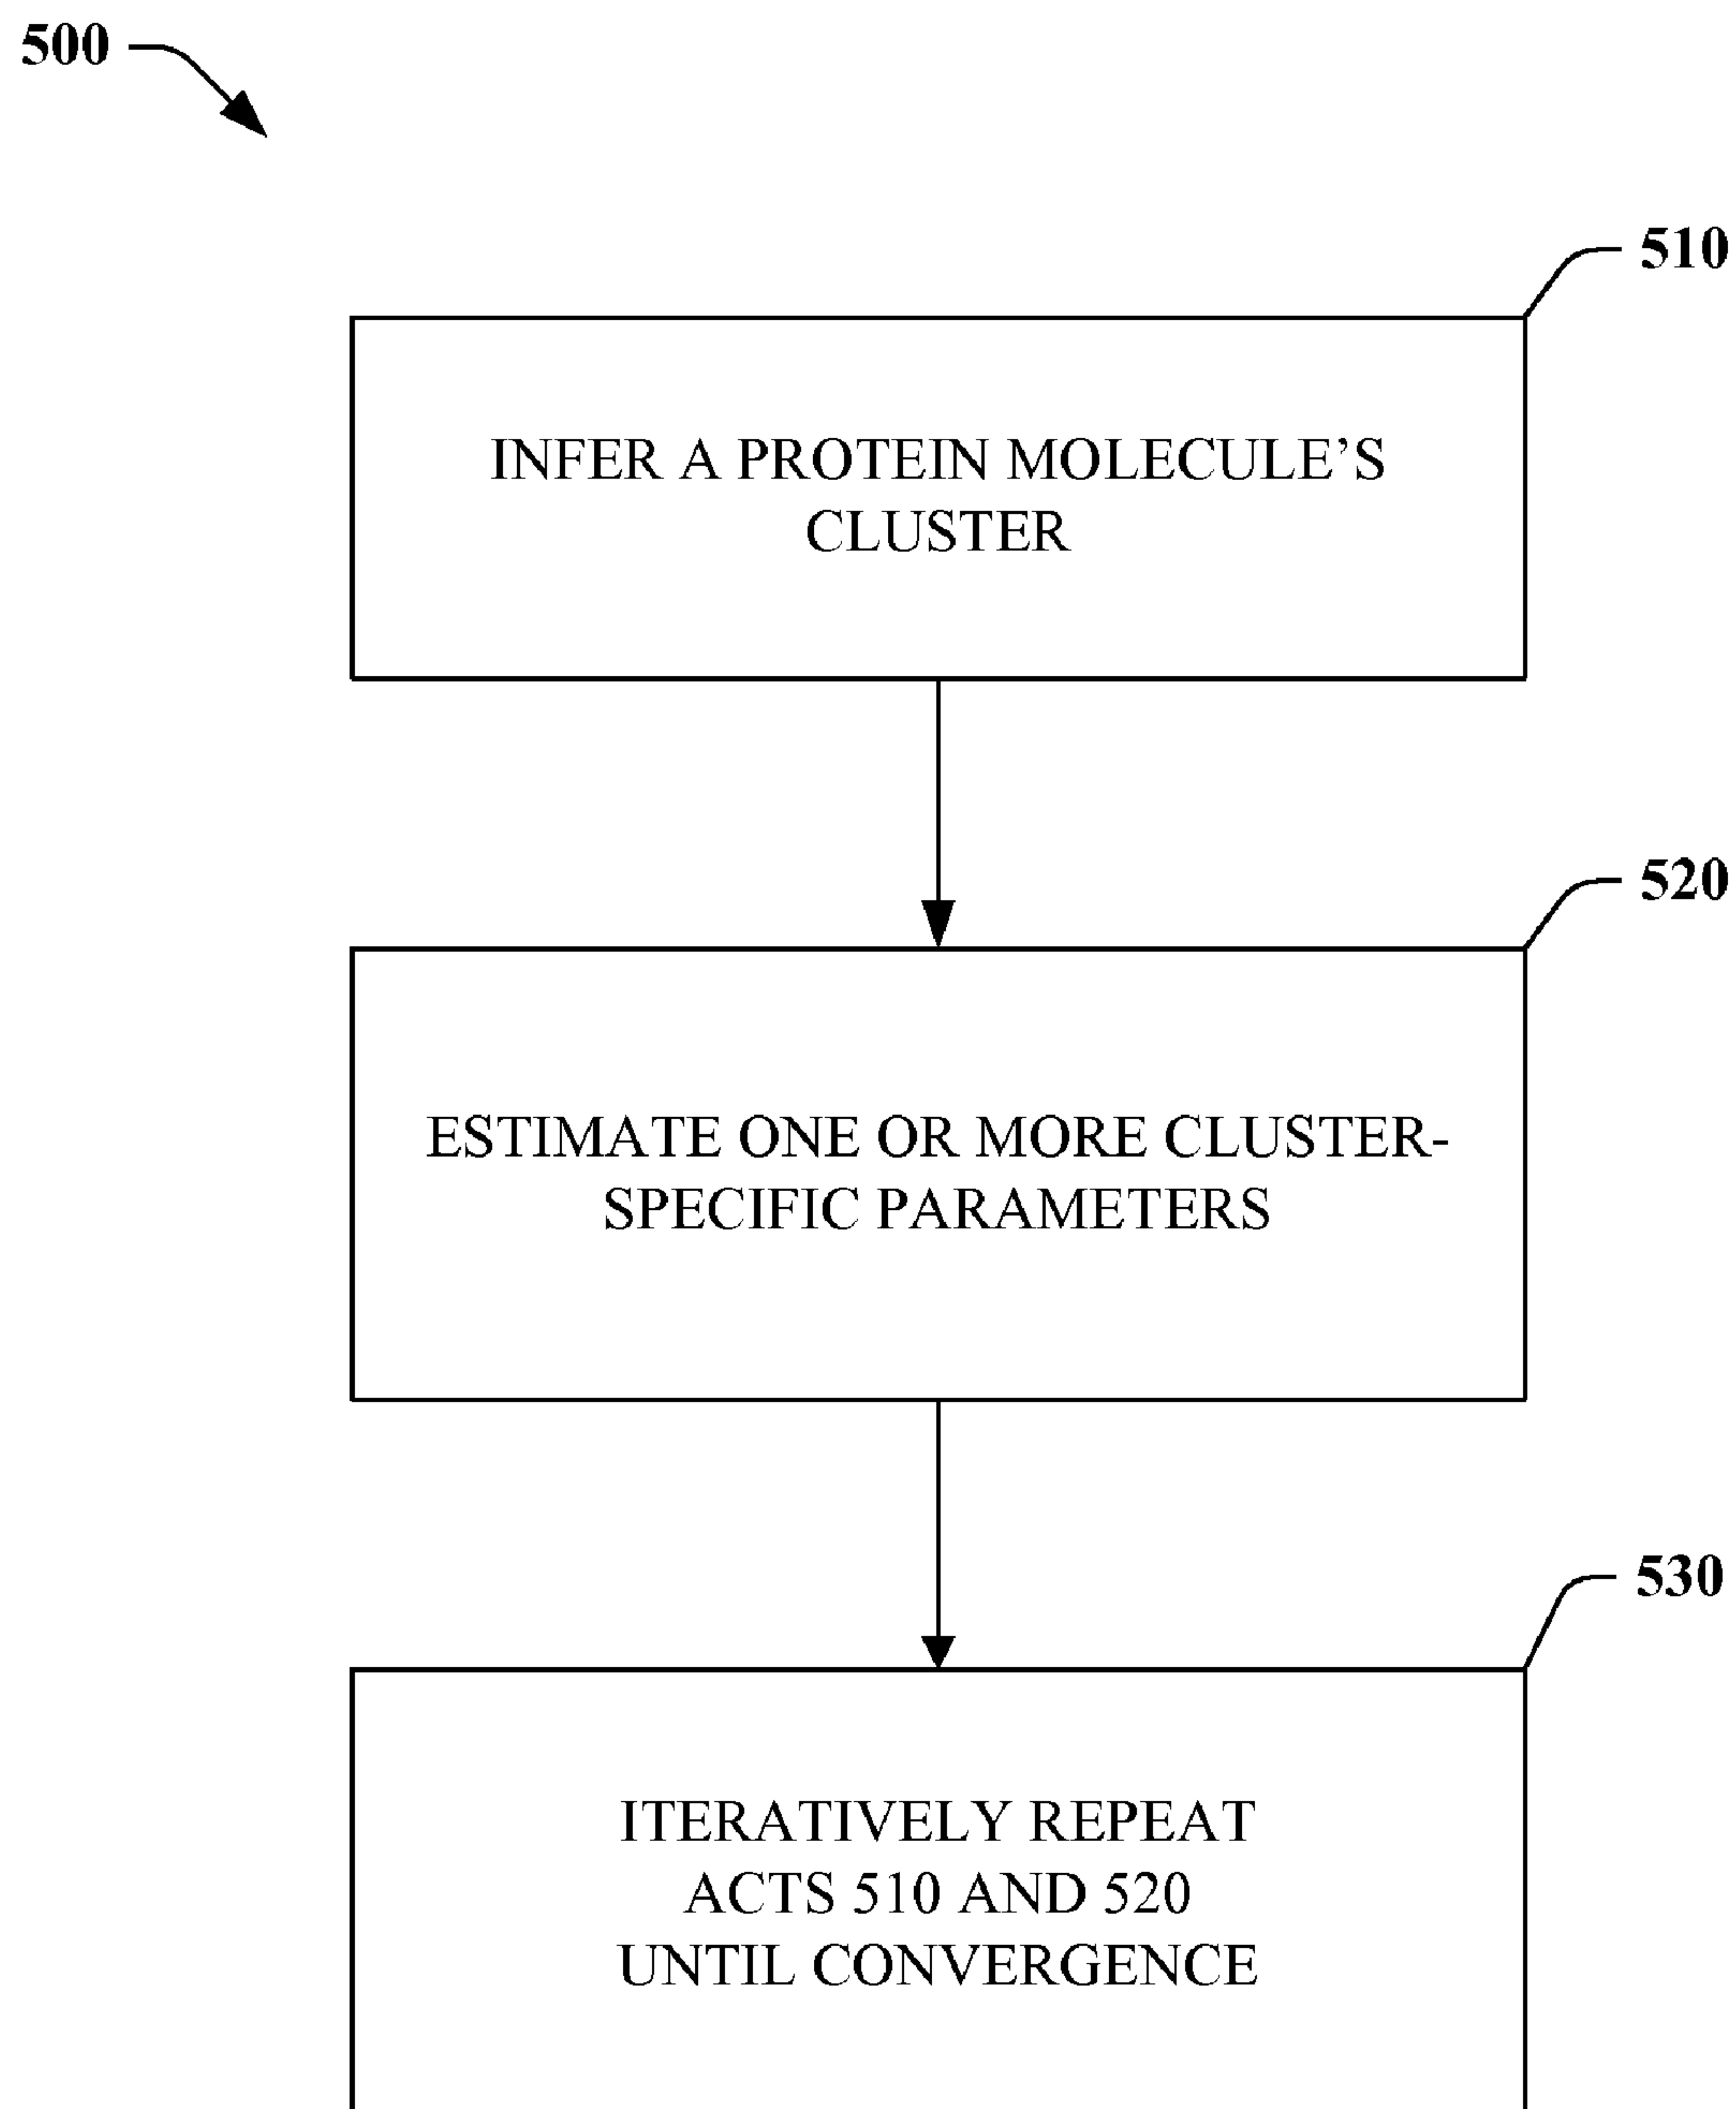 500
510
INFER A PROTEIN MOLECULE'S
CLUSTER
520
ESTIMATE ONE OR MORE CLUSTER-
SPECIFIC PARAMETERS
530
ITERATIVELY REPEAT
ACTS 510 AND 520
UNTIL CONVERGENCE